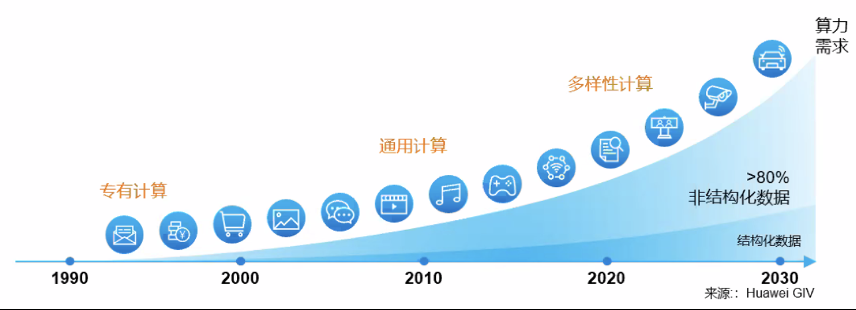 算力
需求
多样性计算
通用计算
专有计算
>80%
非结构化数据
结构化数据
1990
2000
2010
2020
2030
来源:：Huawei GIV